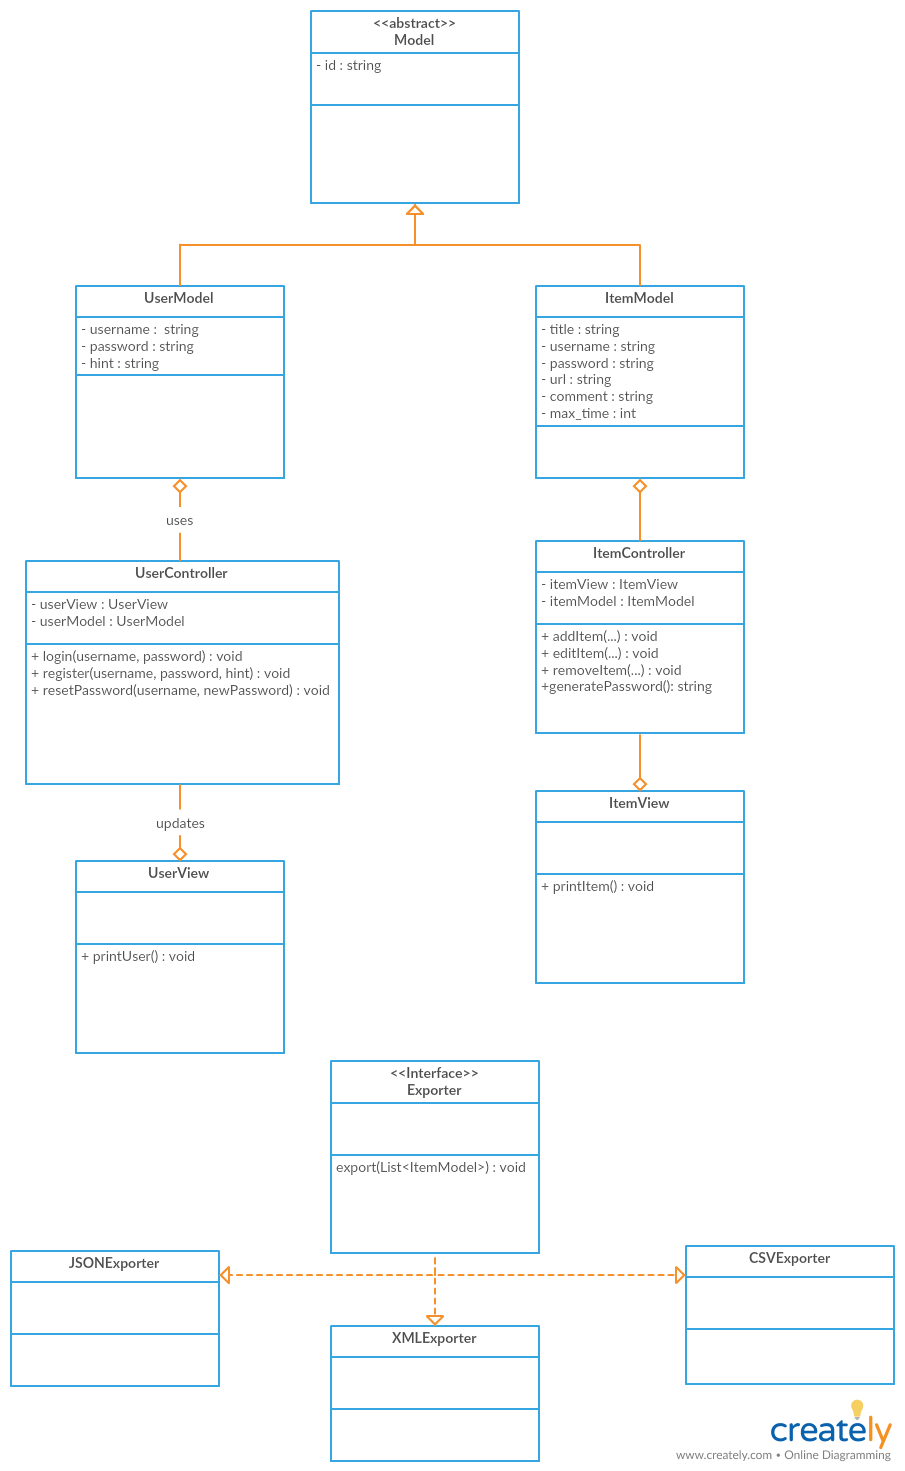 <<abstract>>
Model
- id : string
UserModel
- username :  string
- password : string
- hint : string
ItemModel
- title : string
- username : string
- password : string
- url : string
- comment : string
- max_time : int
uses
UserController
- userView : UserView
- userModel : UserModel
+ login(username, password) : void
+ register(username, password, hint) : void
+ resetPassword(username, newPassword) : void
ItemController
- itemView : ItemView
- itemModel : ItemModel
+ addItem(...) : void
+ editItem(...) : void
+ removeItem(...) : void
+generatePassword(): string
updates
UserView
+ printUser() : void
ItemView
+ printItem() : void
<<Interface>>
Exporter
export(List<ItemModel>) : void
JSONExporter
XMLExporter
CSVExporter
creately
www.creately.com • Online Diagramming